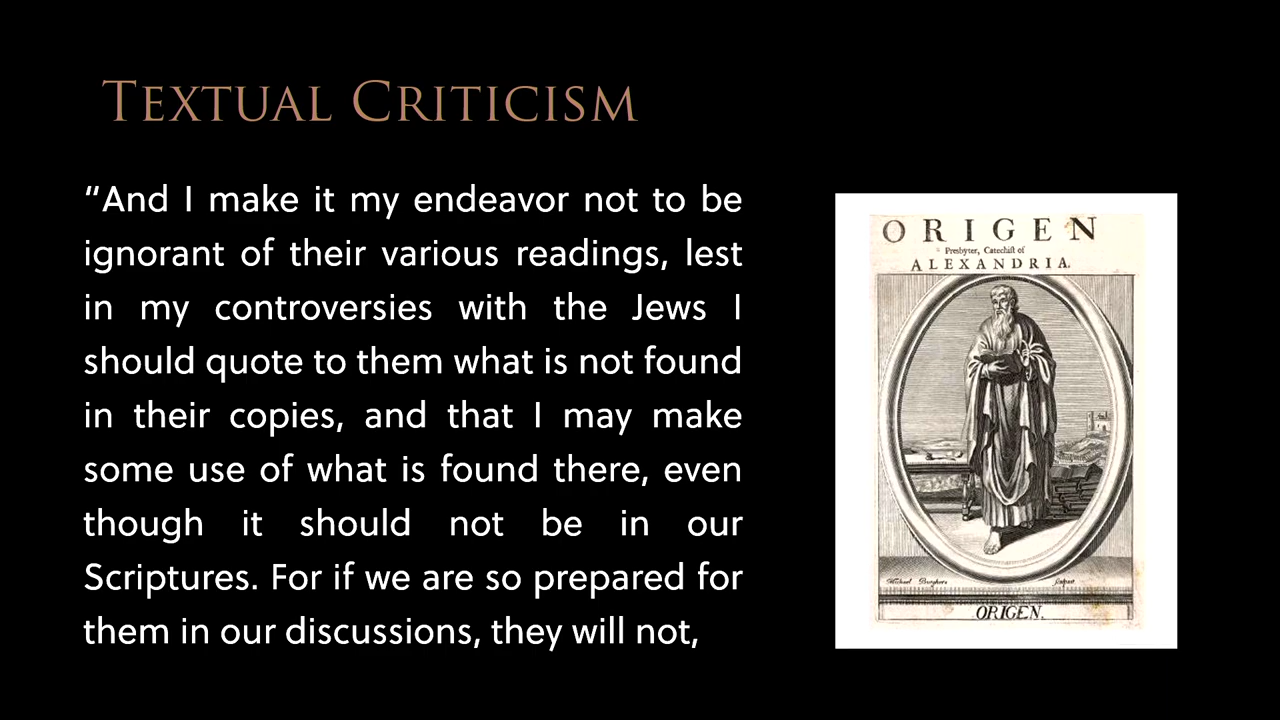 TEXTUAL CRITICISM
“And I make it my endeavor not to be
ignorant of their various readings, lest
in my controversies with the Jews I
should quote to them what is not found
in their copies, and that I may make
some use of what is found there, even
though it should not be in our
Scriptures. For if we are so prepared for
them in our discussions, they will not,
ORIGEN
Presbyter, Catechist of
ALEXANDRIA.
Michael Burghers sculpsit
ORIGEN.